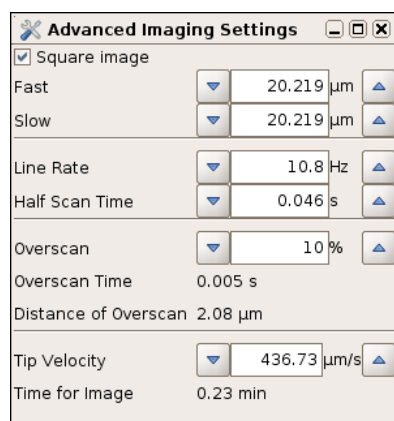 Advanced Imaging Settings
Square image
Fast 20.219 µm
Slow 20.219 µm
Line Rate 10.8 Hz
Half Scan Time 0.046 s
Overscan 10 %
Overscan Time 0.005 s
Distance of Overscan 2.08 µm
Tip Velocity 436.73 µm/s
Time for Image 0.23 min